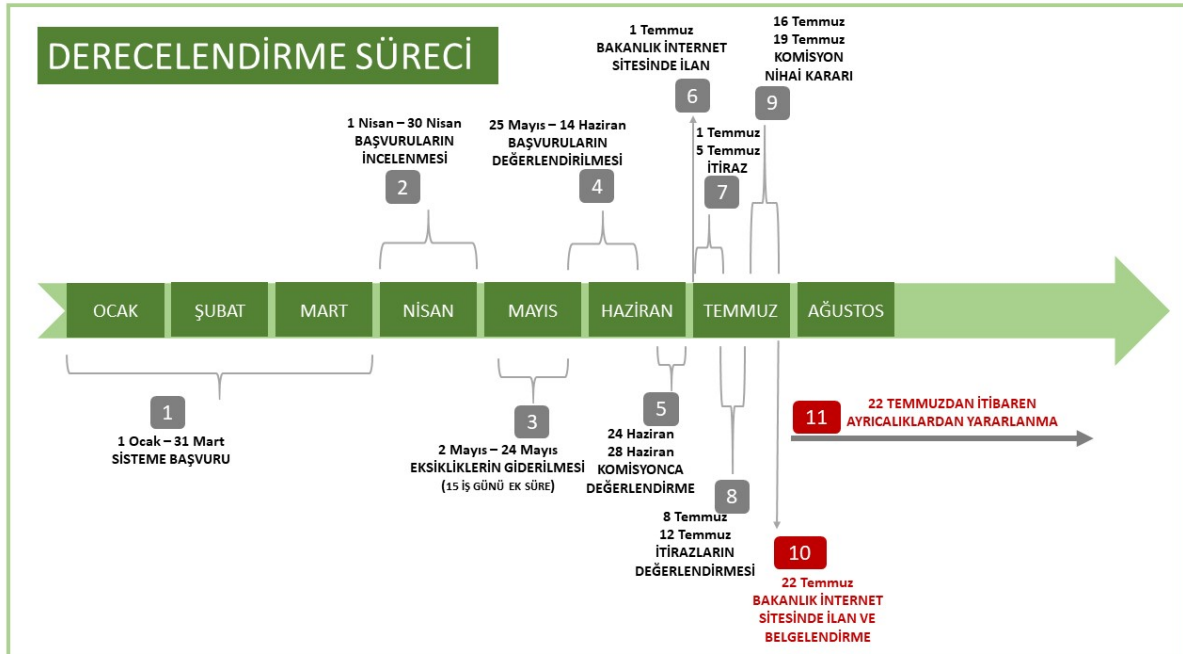 DERECELENDİRME SÜRECİ
1 Ocak – 31 Mart
SİSTEME BAŞVURU
1
1 Nisan – 30 Nisan
BAŞVURULARIN
İNCELENMESİ
2
2 Mayıs – 24 Mayıs
EKSİKLİKLERİN GİDERİLMESİ
(15 İŞ GÜNÜ EK SÜRE)
3
25 Mayıs – 14 Haziran
BAŞVURULARIN
DEĞERLENDİRİLMESİ
4
24 Haziran
28 Haziran
KOMİSYONCA
DEĞERLENDİRME
5
1 Temmuz
BAKANLIK İNTERNET
SİTESİNDE İLAN
6
1 Temmuz
5 Temmuz
İTİRAZ
7
8 Temmuz
12 Temmuz
İTİRAZLARIN
DEĞERLENDİRMESİ
8
16 Temmuz
19 Temmuz
KOMİSYON
NİHAİ KARARI
9
OCAK
ŞUBAT
MART
NİSAN
MAYIS
HAZİRAN
TEMMUZ
AĞUSTOS
10
22 Temmuz
BAKANLIK İNTERNET
SİTESİNDE İLAN VE
BELGELENDİRME
11
22 TEMMUZDAN İTİBAREN
AYRICALIKLARDAN YARARLANMA